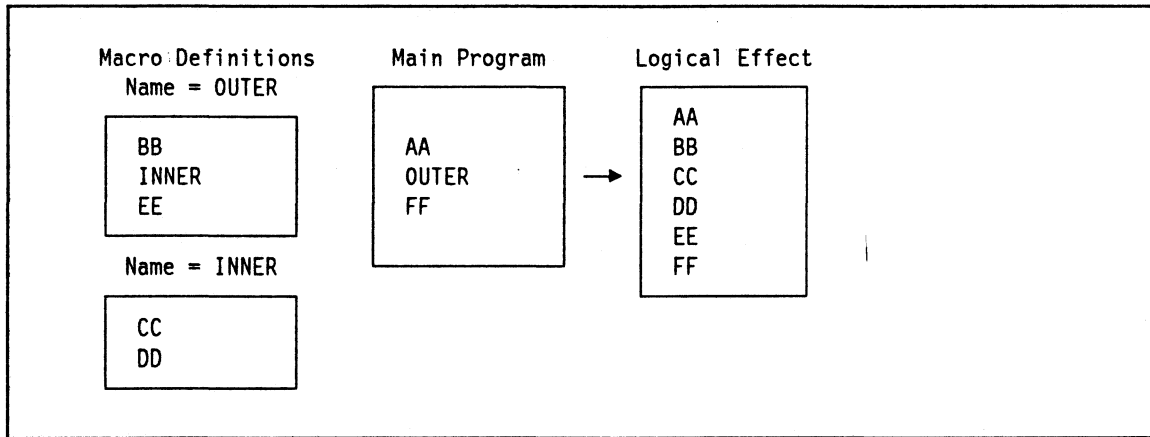 Macro Definitions
Name = OUTER
BB
INNER
EE
Name = INNER
CC
DD
Main Program
AA
OUTER
FF
Logical Effect
AA
BB
CC
DD
EE
FF